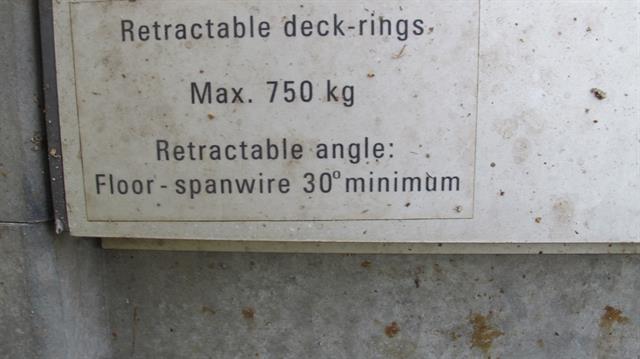 Retractable deck-rings.
Max. 750 kg
Retractable angle:
Floor - spanwire 30° minimum